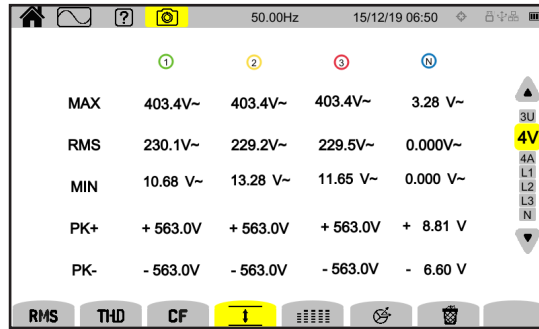 ? 50.00Hz 15/12/19 06:50
1 2 3 N
MAX 403.4V~ 403.4V~ 403.4V~ 3.28 V~
3U
RMS 230.1V~ 229.2V~ 229.5V~ 0.000V~
4V
4A
MIN 10.68 V~ 13.28 V~ 11.65 V~ 0.000 V~
L1
L2
L3
N
PK+ + 563.0V + 563.0V + 563.0V + 8.81 V
PK- - 563.0V - 563.0V - 563.0V - 6.60 V
RMS THD CF